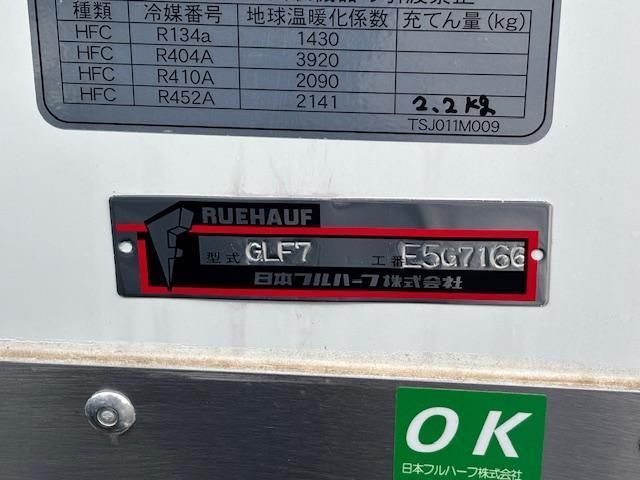 種類 冷媒番号 地球温暖化係数 充てん量(kg)
HFC R134a 1430
HFC R404A 3920
HFC R410A 2090
HFC R452A 2141 2.2kg
TSJ011M009
FRUEHAUF
型式 GLF7 工番 E5G7166
日本フルハーフ株式会社
OK
日本フルハーフ株式会社